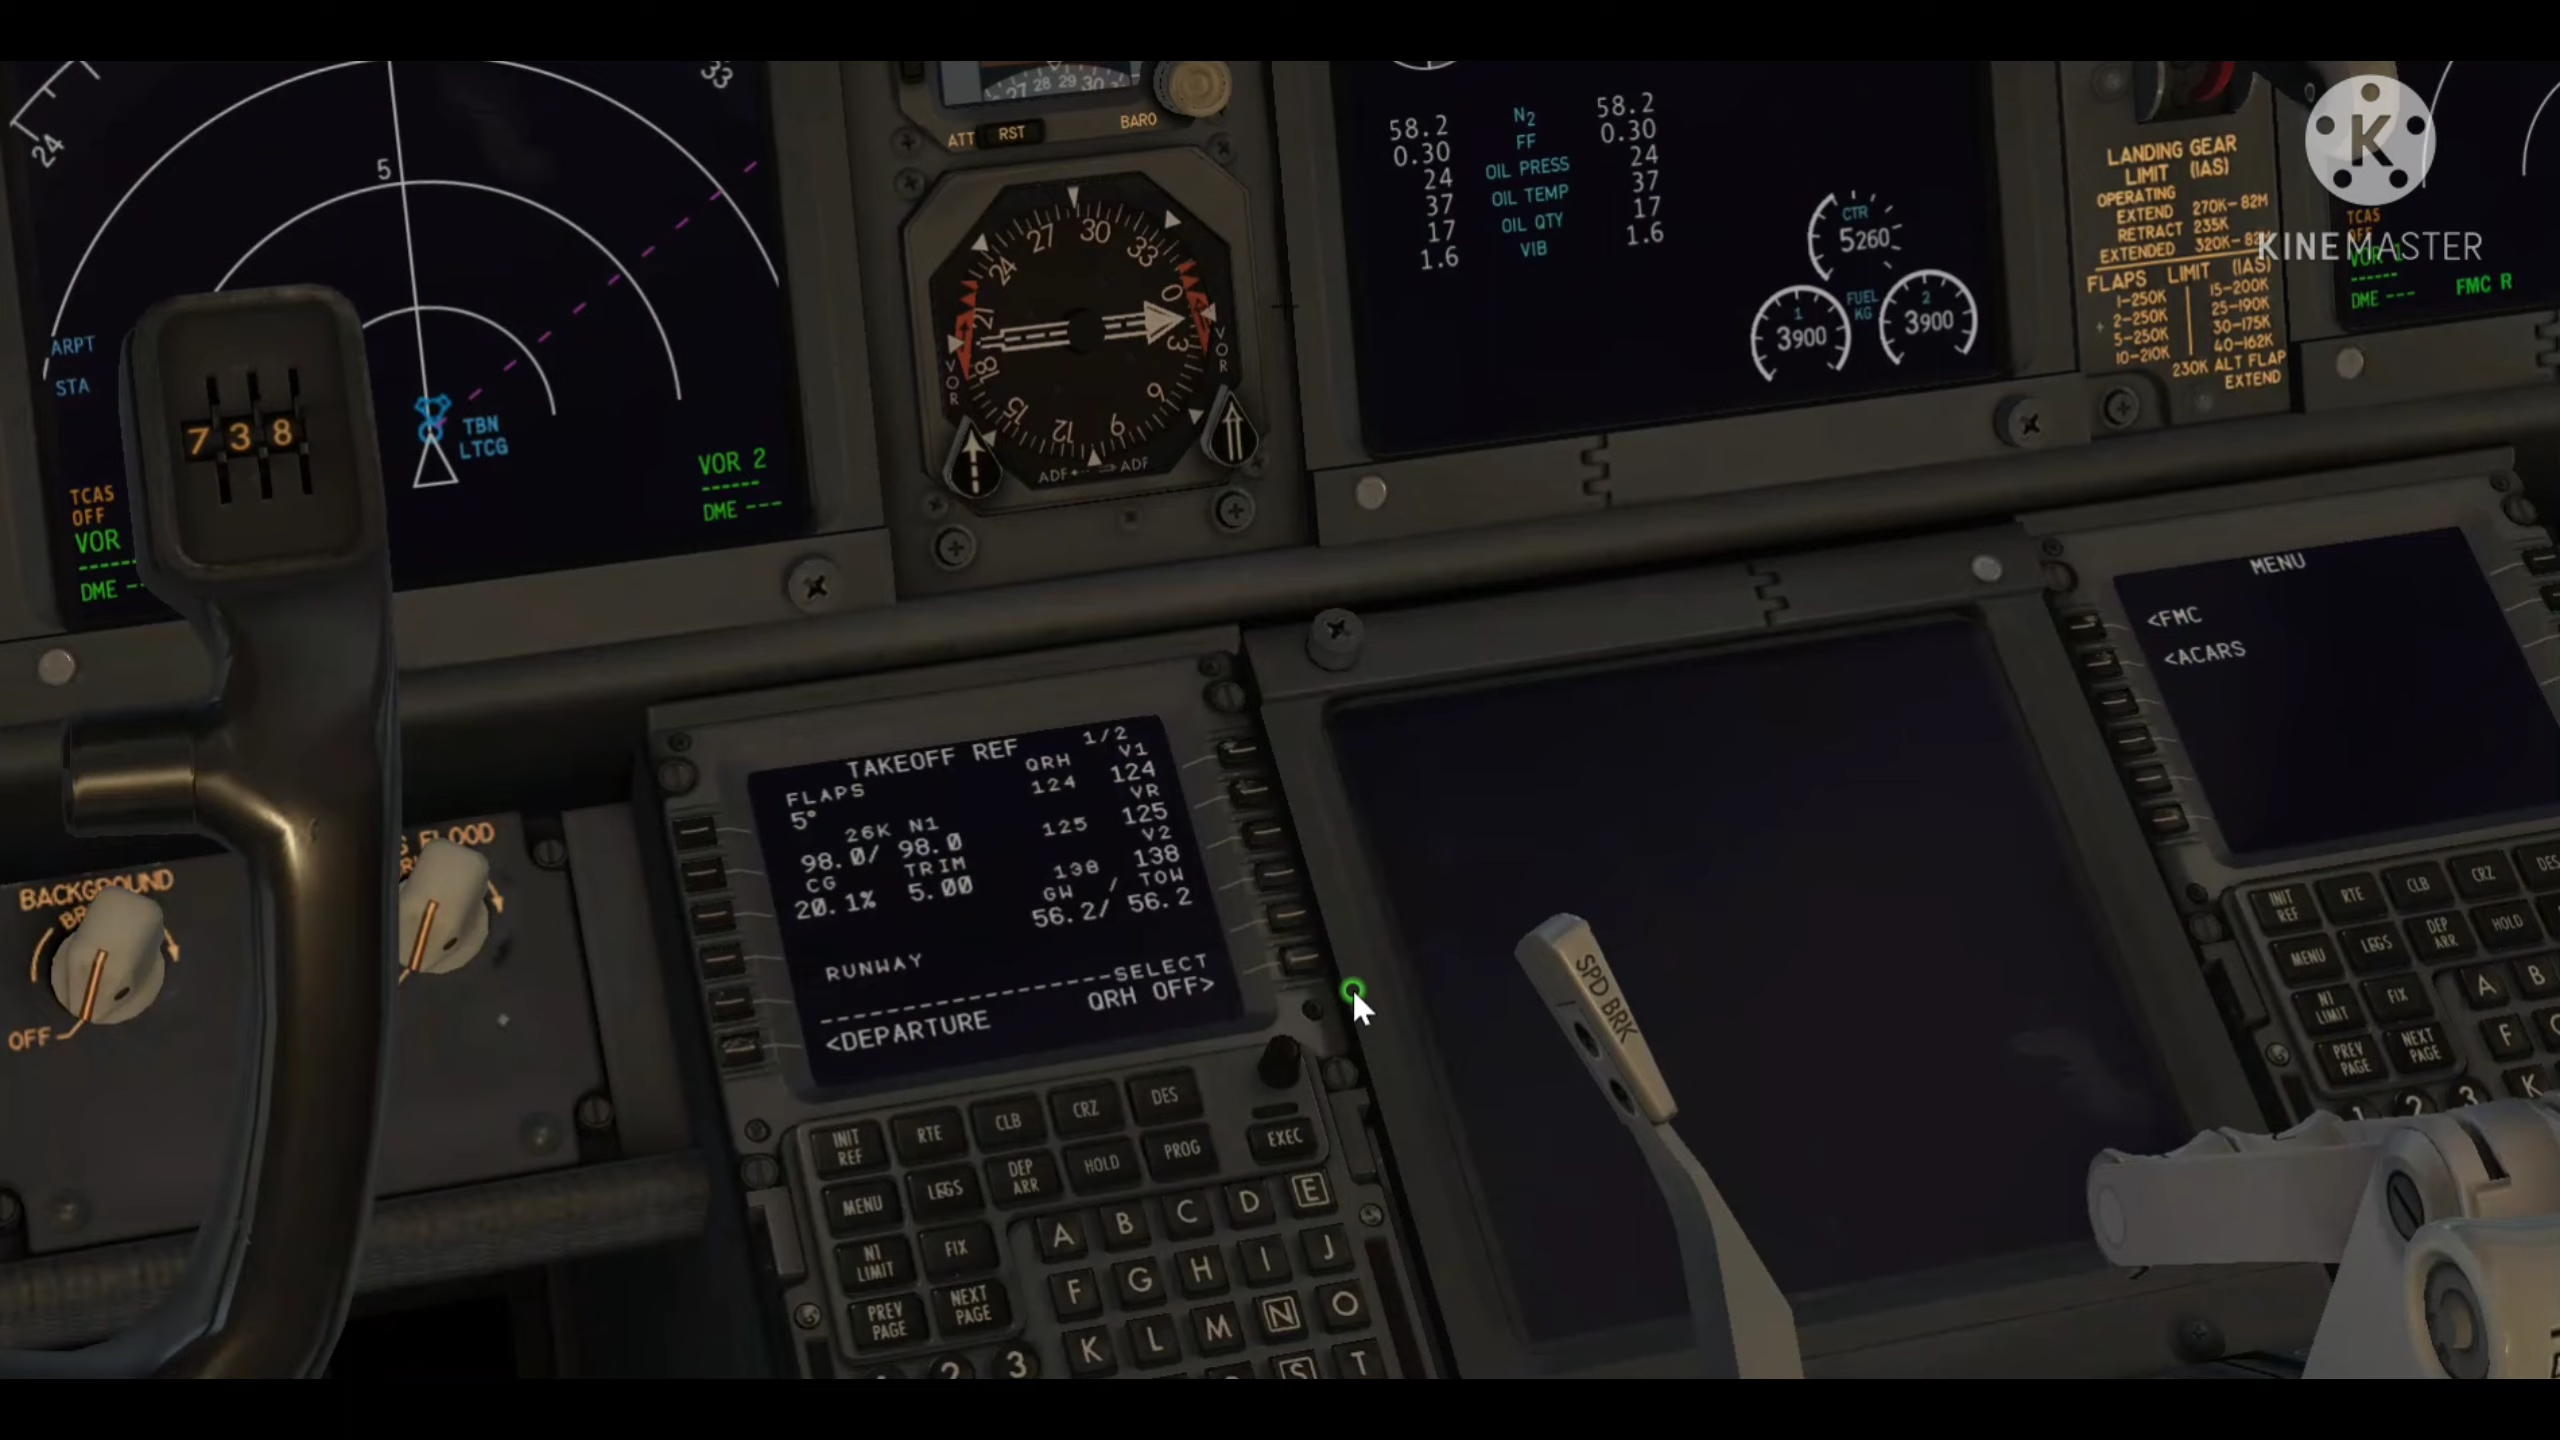 33
24
5
ARPT
STA
TBN
LTCG
TCAS
OFF
VOR
DME
VOR 2
DME ---
7 3 8
27 28 29 30
ATT
RST
BARO
27 30 33
24 0
21 3
18 6
15 12 9
VOR
VOR
ADF
ADF
58.2 N2 58.2
0.30 FF 0.30
24 OIL PRESS 24
37 OIL TEMP 37
17 OIL QTY 17
1.6 VIB 1.6
CTR
5260
1
3900
FUEL
KG
2
3900
LANDING GEAR
LIMIT (IAS)
OPERATING
EXTEND 270K-82M
RETRACT 235K
EXTENDED 320K-82
FLAPS LIMIT (IAS)
1-250K 15-200K
2-250K 25-190K
5-250K 30-175K
10-210K 40-162K
230K ALT FLAP
EXTEND
K
KINEMASTER
TCAS
OFF
VOR 1
------
DME ---
FMC R
MENU
<FMC
<ACARS
TAKEOFF REF 1/2
FLAPS QRH V1
5° 124 124
26K N1 VR
98.0/ 98.0 125 125
CG TRIM V2
20.1% 5.00 138 138
GW / TOW
56.2/ 56.2
RUNWAY
SELECT
<DEPARTURE QRH OFF>
BACKGROUND
OFF
FLOOD
INIT REF
RTE
CLB
CRZ
DES
MENU
LEGS
DEP ARR
HOLD
PROG
EXEC
N1 LIMIT
FIX
PREV PAGE
NEXT PAGE
A B C D E
F G H I J
K L M N O
2 3
S T
SPD BRK
INIT REF
RTE
CLB
CRZ
DES
MENU
LEGS
DEP ARR
HOLD
N1 LIMIT
FIX
PREV PAGE
NEXT PAGE
A B
F
K
1 2 3